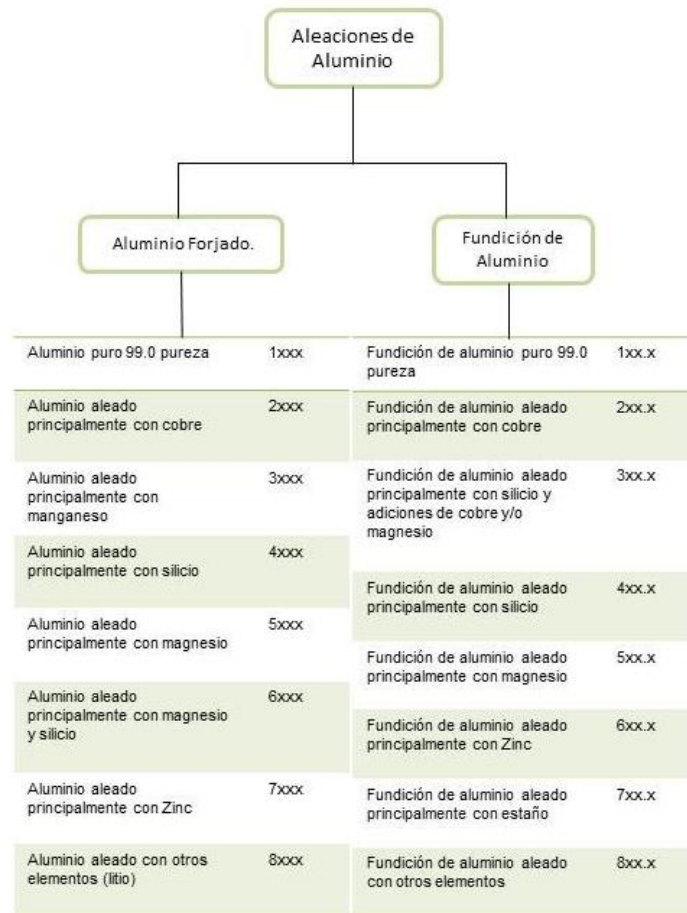 Aleaciones de
Aluminio
Aluminio Forjado.
Fundición de
Aluminio
Aluminio puro 99.0 pureza 1xxx
Aluminio aleado
principalmente con cobre 2xxx
Aluminio aleado
principalmente con
manganeso 3xxx
Aluminio aleado
principalmente con silicio 4xxx
Aluminio aleado
principalmente con magnesio 5xxx
Aluminio aleado
principalmente con magnesio
y silicio 6xxx
Aluminio aleado
principalmente con Zinc 7xxx
Aluminio aleado con otros
elementos (litio) 8xxx
Fundición de aluminio puro 99.0
pureza 1xx.x
Fundición de aluminio aleado
principalmente con cobre 2xx.x
Fundición de aluminio aleado
principalmente con silicio y
adiciones de cobre y/o
magnesio 3xx.x
Fundición de aluminio aleado
principalmente con silicio 4xx.x
Fundición de aluminio aleado
principalmente con magnesio 5xx.x
Fundición de aluminio aleado
principalmente con Zinc 6xx.x
Fundición de aluminio aleado
principalmente con estaño 7xx.x
Fundición de aluminio aleado
con otros elementos 8xx.x